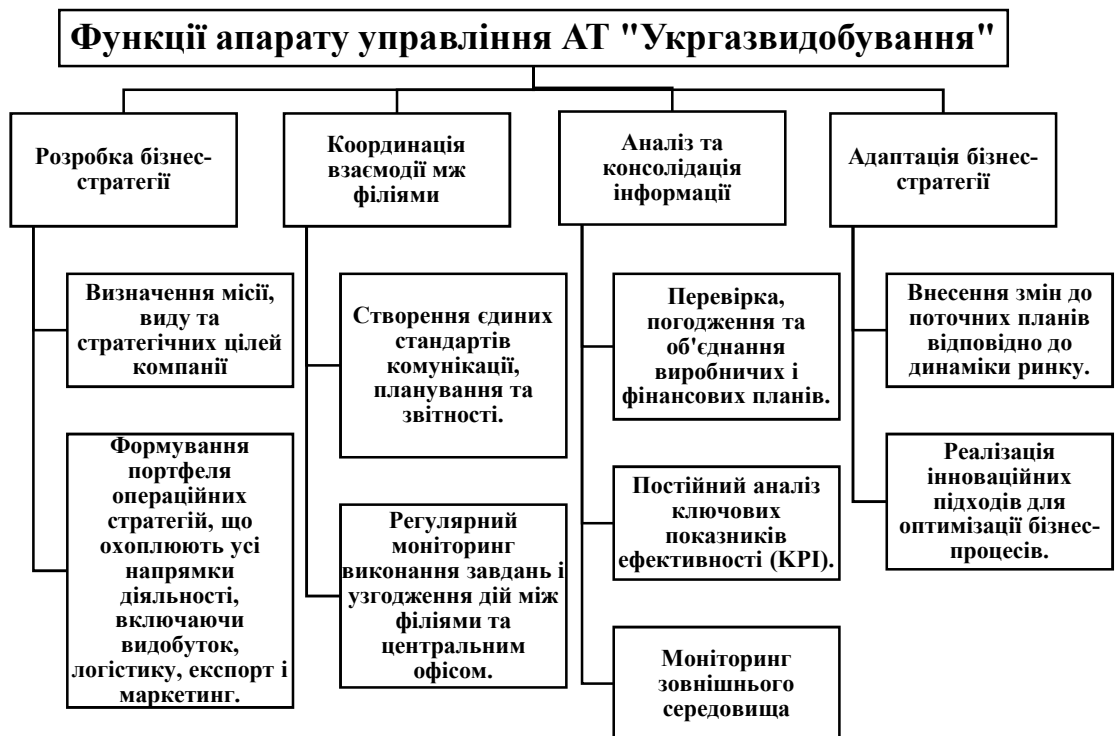 Функції апарату управління АТ "Укргазвидобування"
Розробка бізнес-
стратегії
Визначення місії,
виду та
стратегічних цілей
компанії
Формування
портфеля
операційних
стратегій, що
охоплюють усі
напрямки
діяльності,
включаючи
видобуток,
логістику, експорт і
маркетинг.
Координація
взаємодії мж
філіями
Створення єдиних
стандартів
комунікації,
планування та
звітності.
Регулярний
моніторинг
виконання завдань і
узгодження дій між
філіями та
центральним
офісом.
Аналіз та
консолідація
інформації
Перевірка,
погодження та
об'єднання
виробничих і
фінансових планів.
Постійний аналіз
ключових
показників
ефективності (KPI).
Моніторинг
зовнішнього
середовища
Адаптація бізнес-
стратегії
Внесення змін до
поточних планів
відповідно до
динаміки ринку.
Реалізація
інноваційних
підходів для
оптимізації бізнес-
процесів.